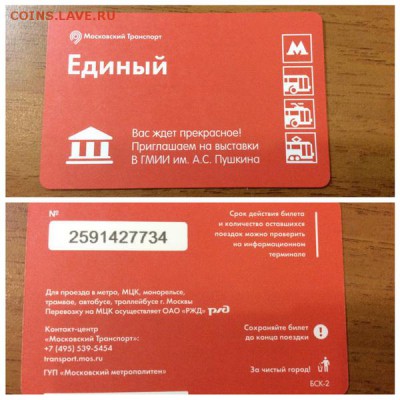 COINS.LAVE.RU
Московский Транспорт
Единый
М
Вас ждет прекрасное!
Приглашаем на выставки
В ГМИИ им. А.С. Пушкина
№
2591427734
Срок действия билета
и количество оставшихся
поездок можно проверить
на информационном
терминале
Для проезда в метро, МЦК, монорельсе,
трамвае, автобусе, троллейбусе г. Москвы
Перевозку на МЦК осуществляет ОАО «РЖД» РЖД
Контакт-центр
«Московский Транспорт»:
+7 (495) 539-5454
transport.mos.ru
ГУП «Московский метрополитен»
Сохраняйте билет
до конца поездки
За чистый город!
БСК-2